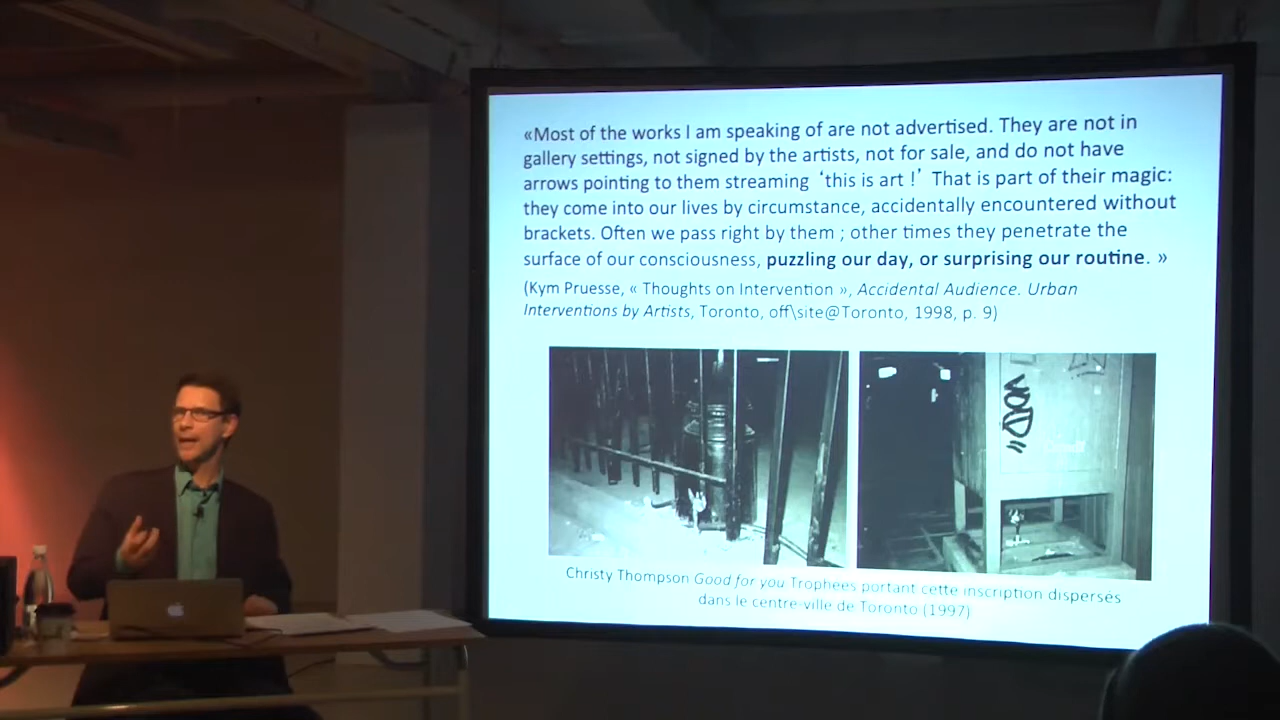 «Most of the works I am speaking of are not advertised. They are not in
gallery settings, not signed by the artists, not for sale, and do not have
arrows pointing to them streaming ‘this is art !’ That is part of their magic:
they come into our lives by circumstance, accidentally encountered without
brackets. Often we pass right by them ; other times they penetrate the
surface of our consciousness, puzzling our day, or surprising our routine. »
(Kym Pruesse, « Thoughts on Intervention », Accidental Audience. Urban
Interventions by Artists, Toronto, off\site@Toronto, 1998, p. 9)
VOID
Christy Thompson Good for you Trophées portant cette inscription dispersés
dans le centre-ville de Toronto (1997)